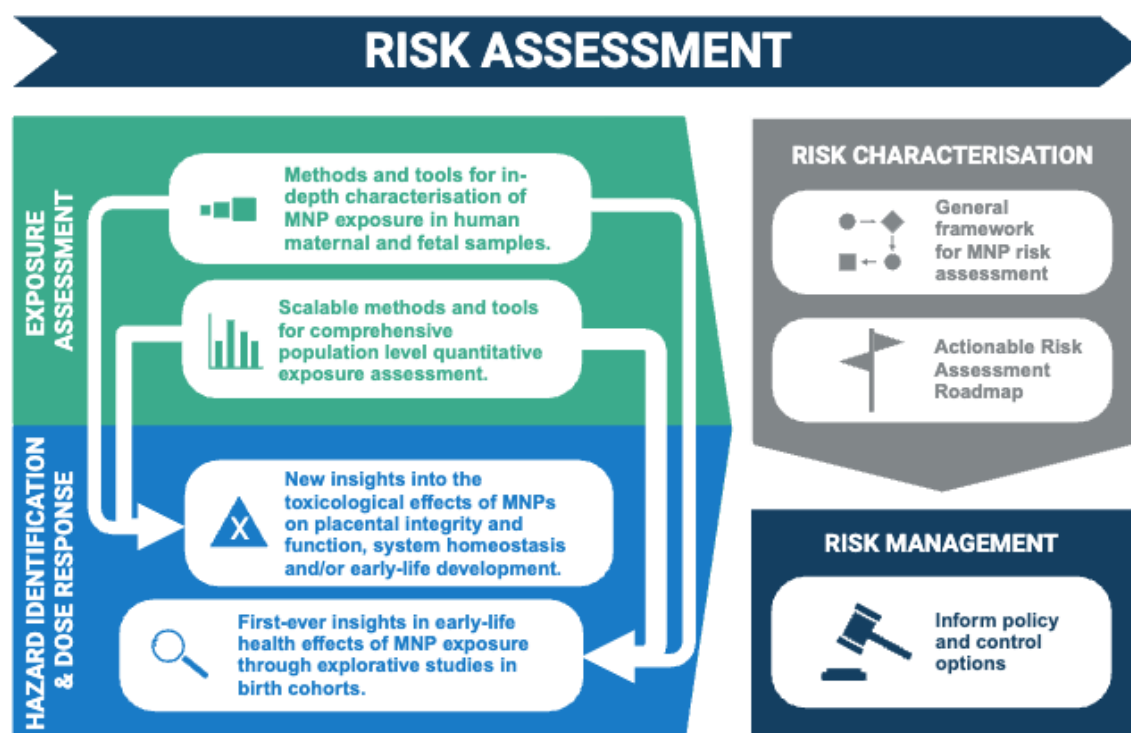 RISK ASSESSMENT
EXPOSURE
ASSESSMENT
Methods and tools for in-
depth characterisation of
MNP exposure in human
maternal and fetal samples.
Scalable methods and tools
for comprehensive
population level quantitative
exposure assessment.
HAZARD IDENTIFICATION
& DOSE RESPONSE
New insights into the
toxicological effects of MNPs
on placental integrity and
function, system homeostasis
and/or early-life development.
X
First-ever insights in early-life
health effects of MNP exposure
through explorative studies in
birth cohorts.
RISK CHARACTERISATION
General
framework
for MNP risk
assessment
Actionable Risk
Assessment
Roadmap
RISK MANAGEMENT
Inform policy
and control
options